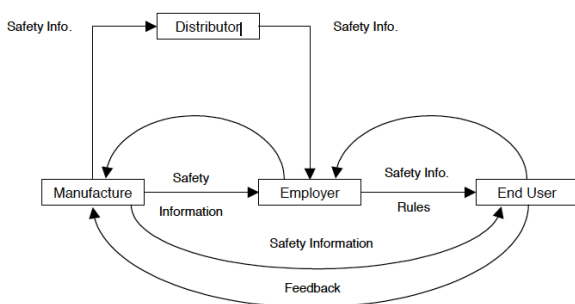 Safety Info.
Distributor
Safety Info.
Safety
Information
Safety Info.
Rules
Manufacture
Employer
End User
Safety Information
Feedback